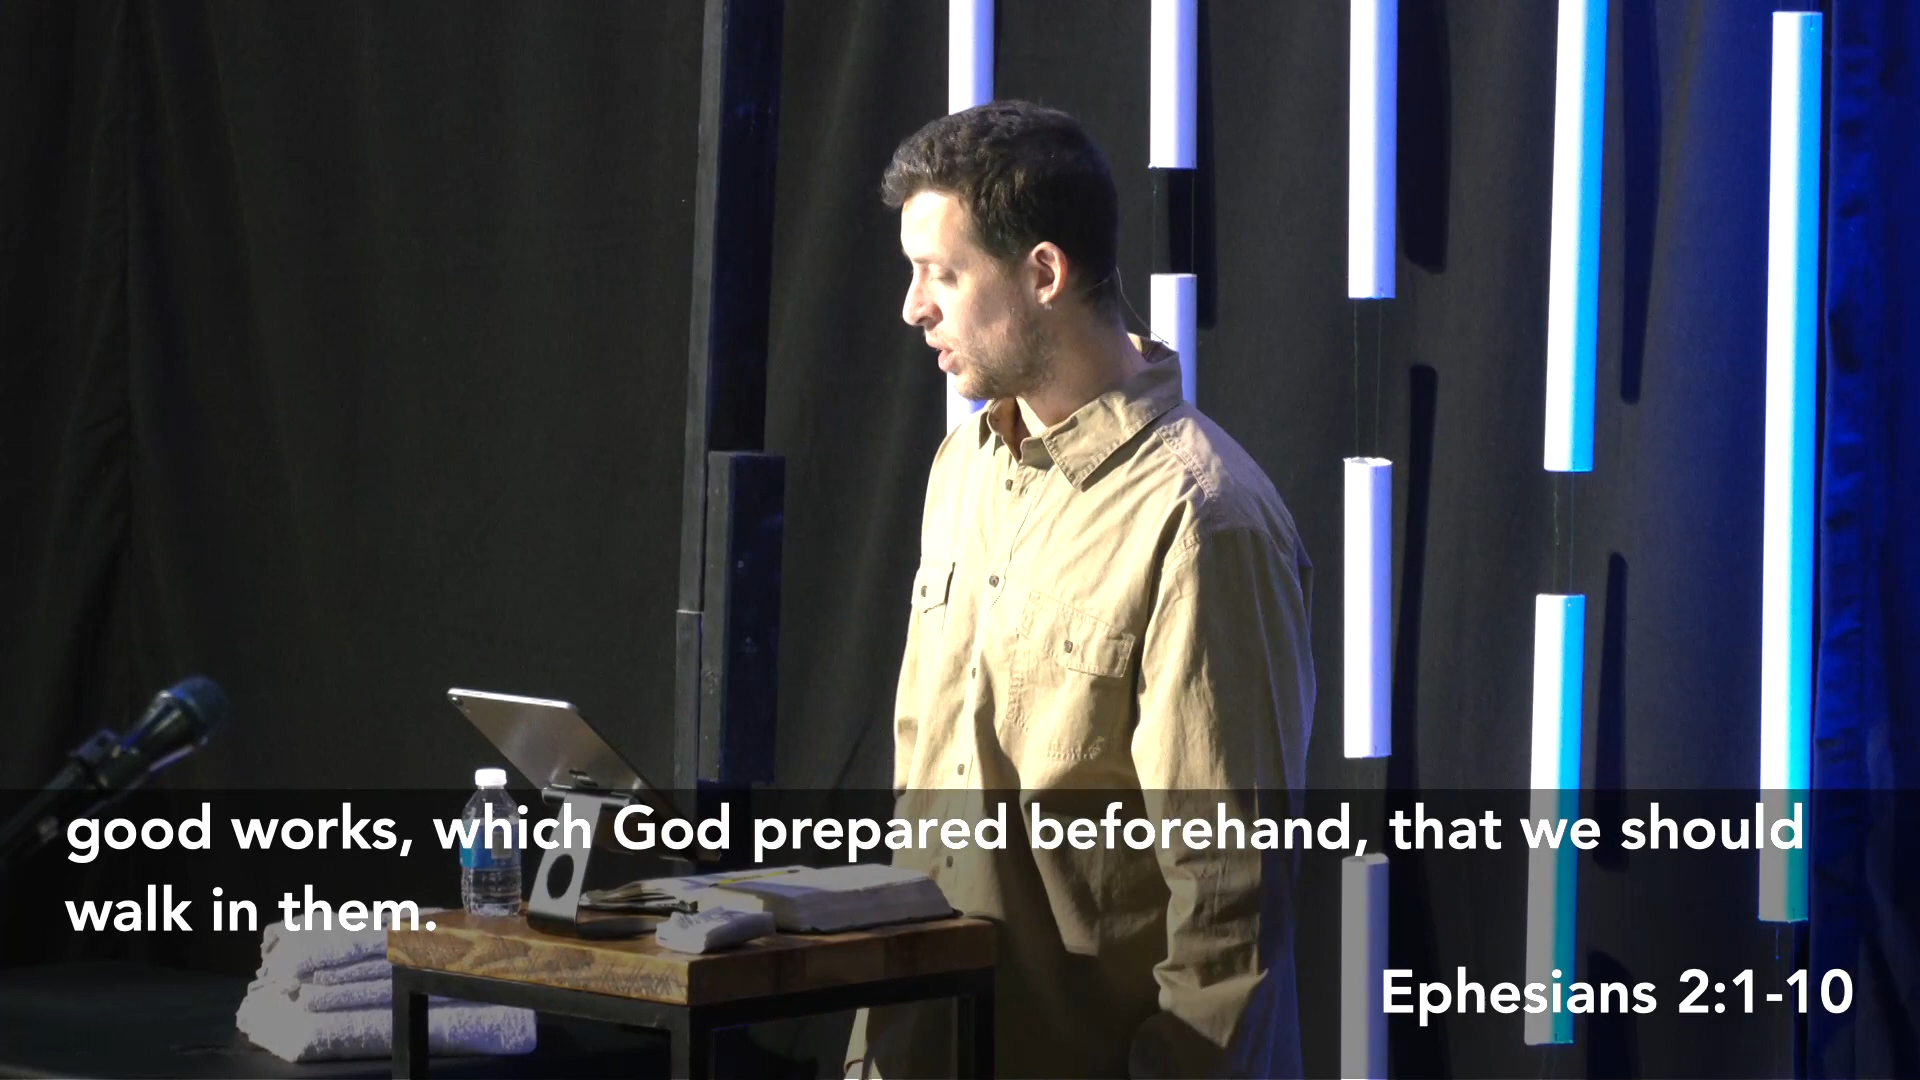 good works, which God prepared beforehand, that we should
walk in them.
Ephesians 2:1-10